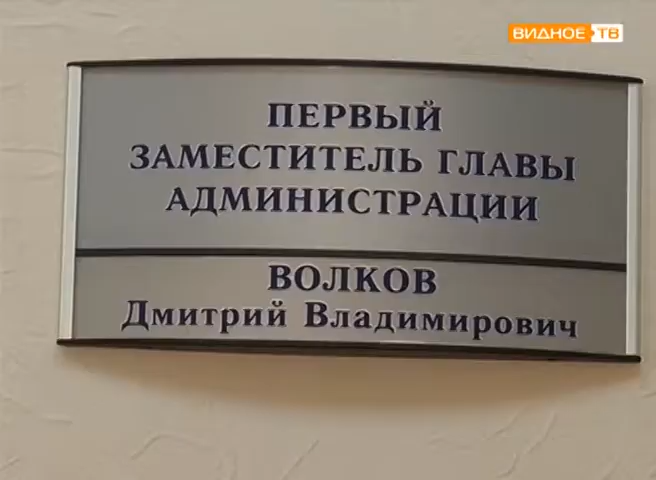 ВИДНОЕ ТВ
ПЕРВЫЙ
ЗАМЕСТИТЕЛЬ ГЛАВЫ
АДМИНИСТРАЦИИ
ВОЛКОВ
Дмитрий Владимирович